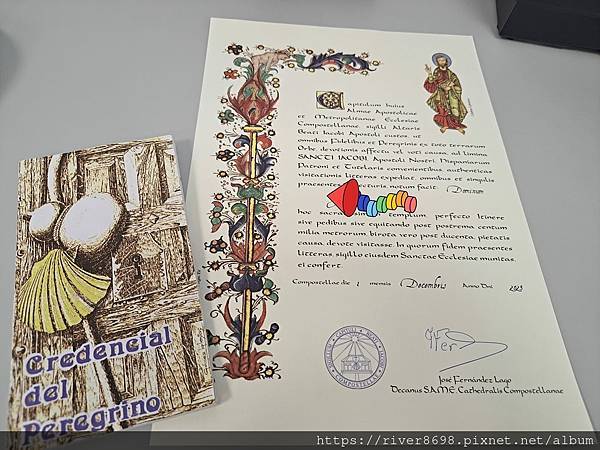 Credencial
del
Peregrino
Capitulum huius
Almae Apostolicae
et Metropolitanae Ecclesiae
Compostellanae, sigilli Altaris
Beati Iacobi Apostoli custos, ut
omnibus Fidelibus et Peregrinis ex toto terrarum
Orbe, devotionis affectu vel voti causa, ad limina
SANCTI IACOBI, Apostoli Nostri, Hispaniarum
Patroni et Tutelaris convenientibus, authenticas
visitationis litteras expediat, omnibus et singulis
praesentes inspecturis, notum facit: Dominum
hoc sacratissimum templum, perfecto Itinere
sive pedibus sive equitando post postrema centum
milia metrorum, birota vero post ducenta, pietatis
causa, devote visitasse. In quorum fidem praesentes
litteras, sigillo eiusdem Sanctae Ecclesiae munitas,
ei confert.
Compostellae die 1 mensis Decembris Anno Dni 2023
José Fernández Lago
Decanus S.A.M.E. Cathedralis Compostellanae
https://river8698.pixnet.net/album